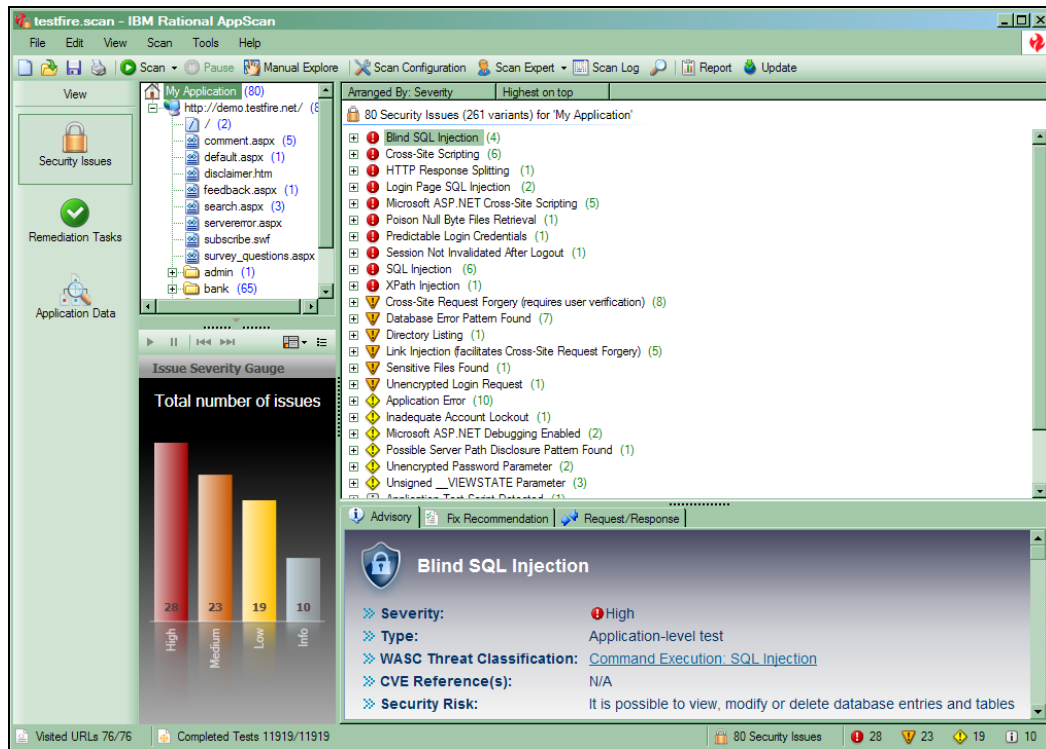 testfire.scan - IBM Rational AppScan
File Edit View Scan Tools Help
Scan Pause Manual Explore Scan Configuration Scan Expert Scan Log Report Update
View
Security Issues
Remediation Tasks
Application Data
My Application (80)
http://demo.testfire.net/ (8
/ (2)
comment.aspx (5)
default.aspx (1)
disclaimer.htm
feedback.aspx (1)
search.aspx (3)
servererror.aspx
subscribe.swf
survey_questions.aspx
admin (1)
bank (65)
Issue Severity Gauge
Total number of issues
28 23 19 10
High Medium Low Info
Arranged By: Severity Highest on top
80 Security Issues (261 variants) for 'My Application'
Blind SQL Injection (4)
Cross-Site Scripting (6)
HTTP Response Splitting (1)
Login Page SQL Injection (2)
Microsoft ASP.NET Cross-Site Scripting (5)
Poison Null Byte Files Retrieval (1)
Predictable Login Credentials (1)
Session Not Invalidated After Logout (1)
SQL Injection (6)
XPath Injection (1)
Cross-Site Request Forgery (requires user verification) (8)
Database Error Pattern Found (7)
Directory Listing (1)
Link Injection (facilitates Cross-Site Request Forgery) (5)
Sensitive Files Found (1)
Unencrypted Login Request (1)
Application Error (10)
Inadequate Account Lockout (1)
Microsoft ASP.NET Debugging Enabled (2)
Possible Server Path Disclosure Pattern Found (1)
Unencrypted Password Parameter (2)
Unsigned __VIEWSTATE Parameter (3)
Application Test Script Detected (1)
Advisory Fix Recommendation Request/Response
Blind SQL Injection
Severity: High
Type: Application-level test
WASC Threat Classification: Command Execution: SQL Injection
CVE Reference(s): N/A
Security Risk: It is possible to view, modify or delete database entries and tables
Visited URLs 76/76 Completed Tests 11919/11919 80 Security Issues 28 23 19 10